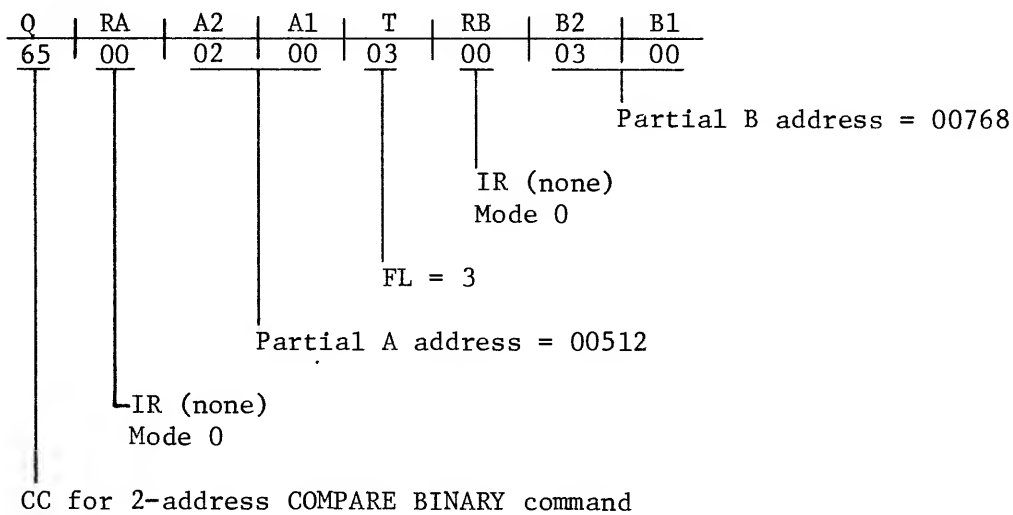 Q RA A2 A1 T RB B2 B1
65 00 02 00 03 00 03 00
Partial B address = 00768
IR (none)
Mode 0
FL = 3
Partial A address = 00512
IR (none)
Mode 0
CC for 2-address COMPARE BINARY command